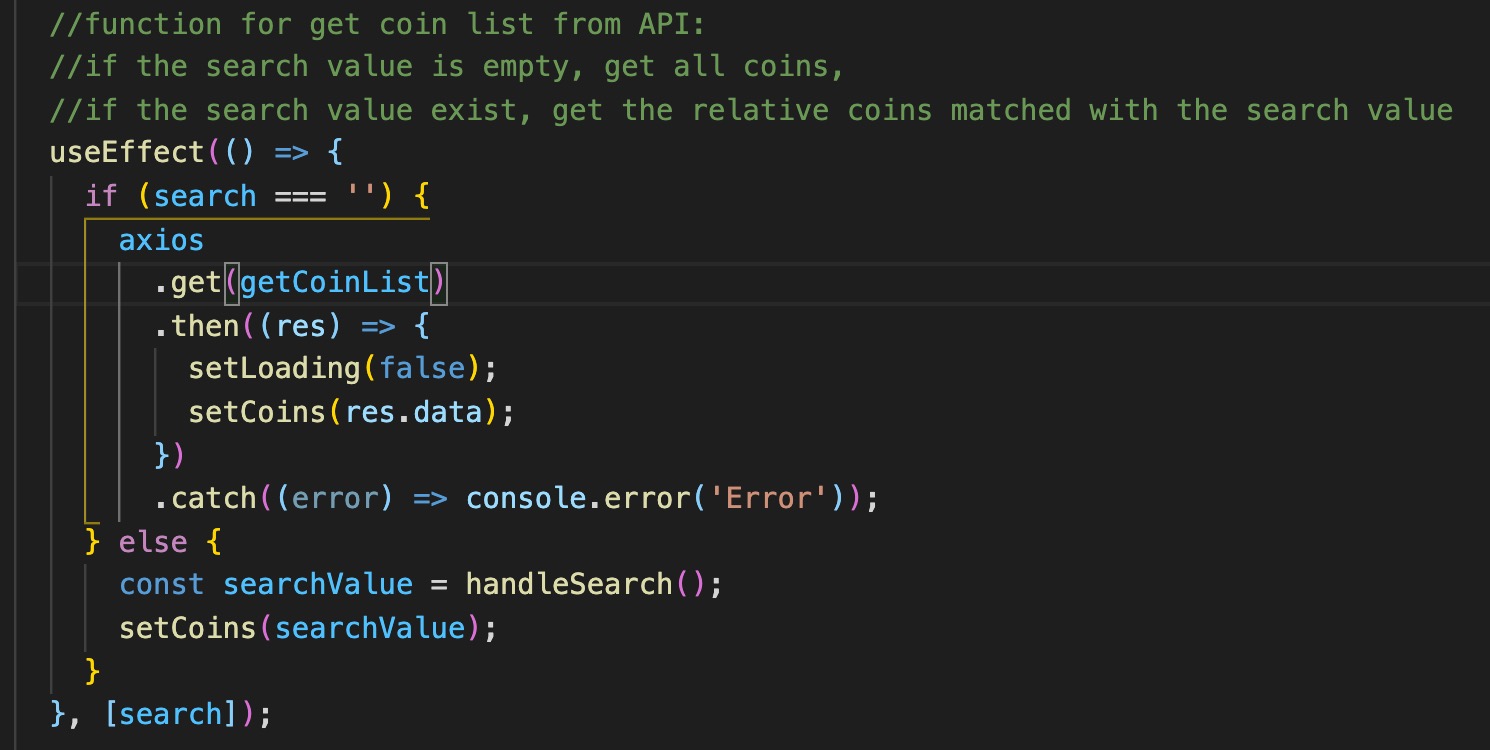 //function for get coin list from API:
//if the search value is empty, get all coins,
//if the search value exist, get the relative coins matched with the search value
useEffect(() => {
if (search === '') {
axios
.get(getCoinList)
.then((res) => {
setLoading(false);
setCoins(res.data);
})
.catch((error) => console.error('Error'));
} else {
const searchValue = handleSearch();
setCoins(searchValue);
}
}, [search]);